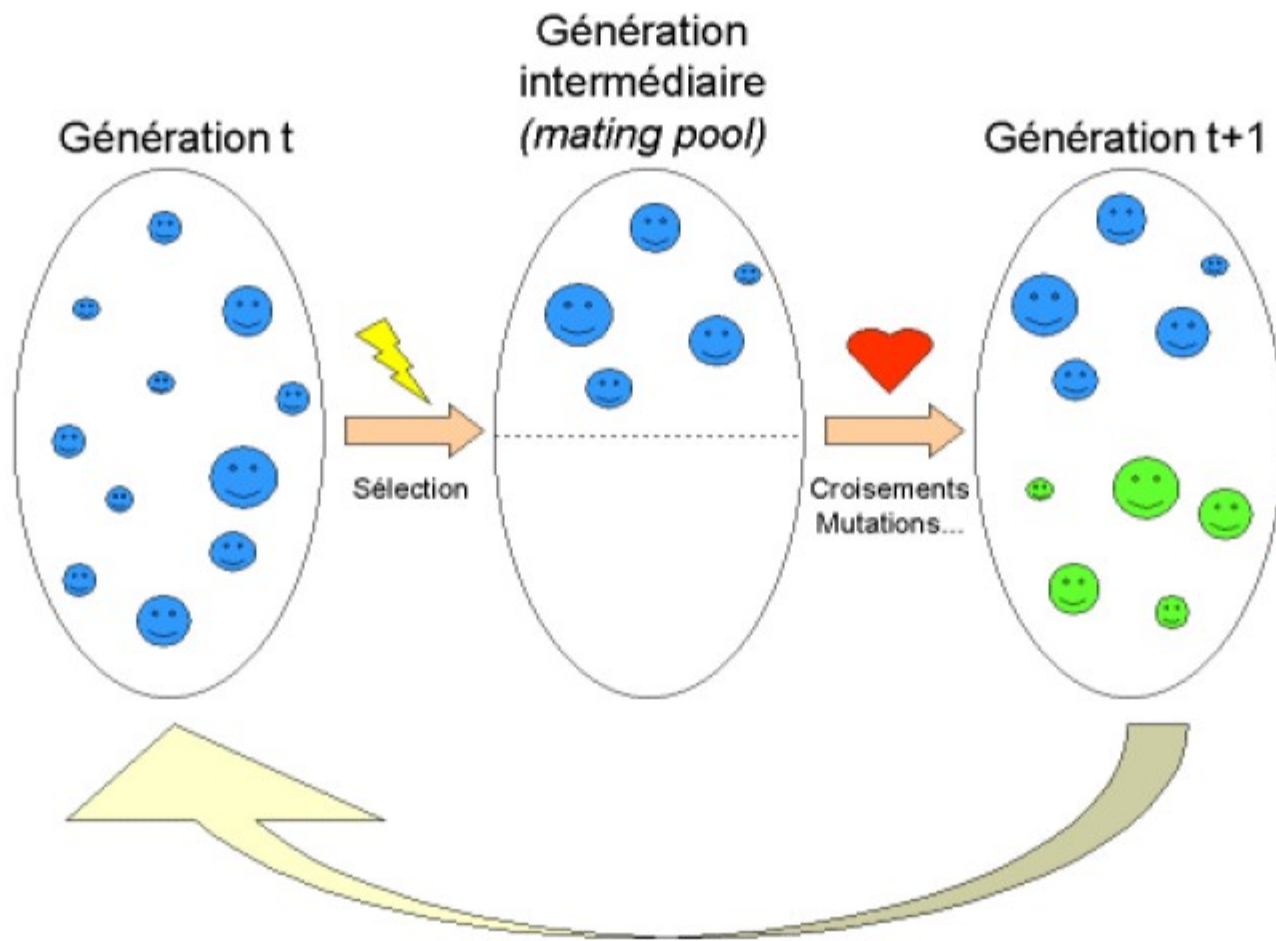 Génération t
Génération
intermédiaire
(mating pool)
Génération t+1
Sélection
Croisements
Mutations...